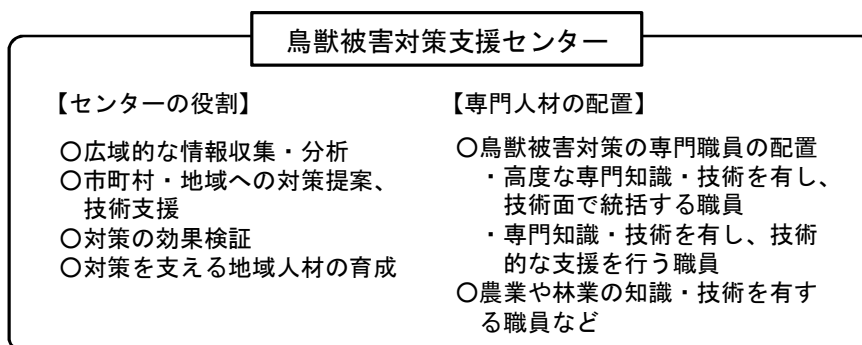 鳥獣被害対策支援センター
【センターの役割】
〇広域的な情報収集・分析
〇市町村・地域への対策提案、
技術支援
〇対策の効果検証
〇対策を支える地域人材の育成
【専門人材の配置】
〇鳥獣被害対策の専門職員の配置
・高度な専門知識・技術を有し、
技術面で統括する職員
・専門知識・技術を有し、技術
的な支援を行う職員
〇農業や林業の知識・技術を有す
る職員など